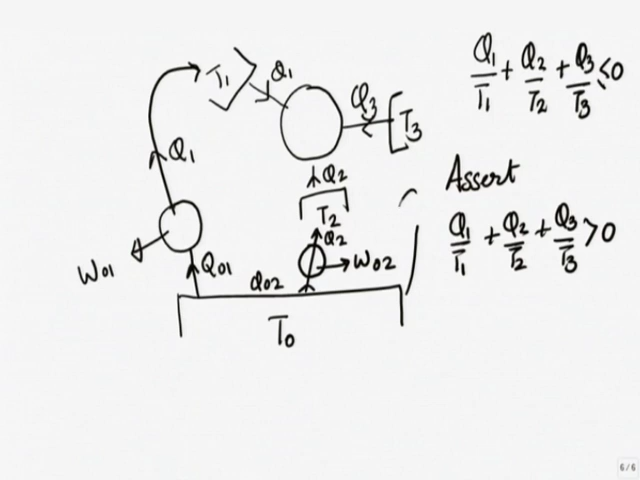 T₁ Q₁
Q₃ T₃
Q₁/T₁ + Q₂/T₂ + Q₃/T₃ ≤ 0
Q₁
Q₂
T₂
Assert
Q₁/T₁ + Q₂/T₂ + Q₃/T₃ > 0
Q₂
W₀₁ Q₀₁ W₀₂
Q₀₂
T₀
6/6